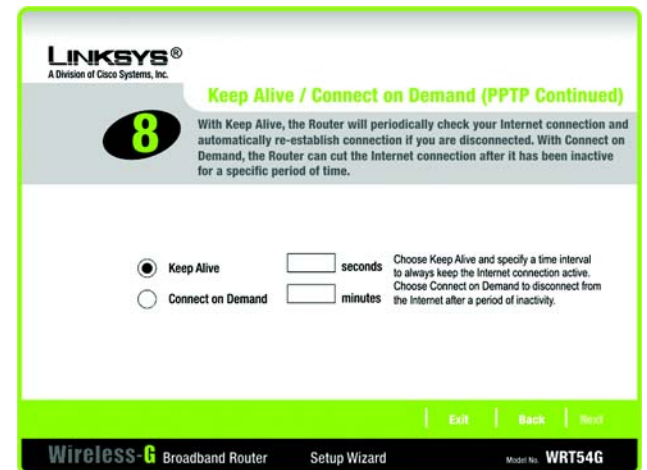 LINKSYS®
A Division of Cisco Systems, Inc.
Keep Alive / Connect on Demand (PPTP Continued)
8
With Keep Alive, the Router will periodically check your Internet connection and
automatically re-establish connection if you are disconnected. With Connect on
Demand, the Router can cut the Internet connection after it has been inactive
for a specific period of time.
Keep Alive
seconds
Choose Keep Alive and specify a time interval
to always keep the Internet connection active.
Connect on Demand
minutes
Choose Connect on Demand to disconnect from
the Internet after a period of inactivity.
Exit
Back
Next
Wireless-G Broadband Router
Setup Wizard
Model No. WRT54G